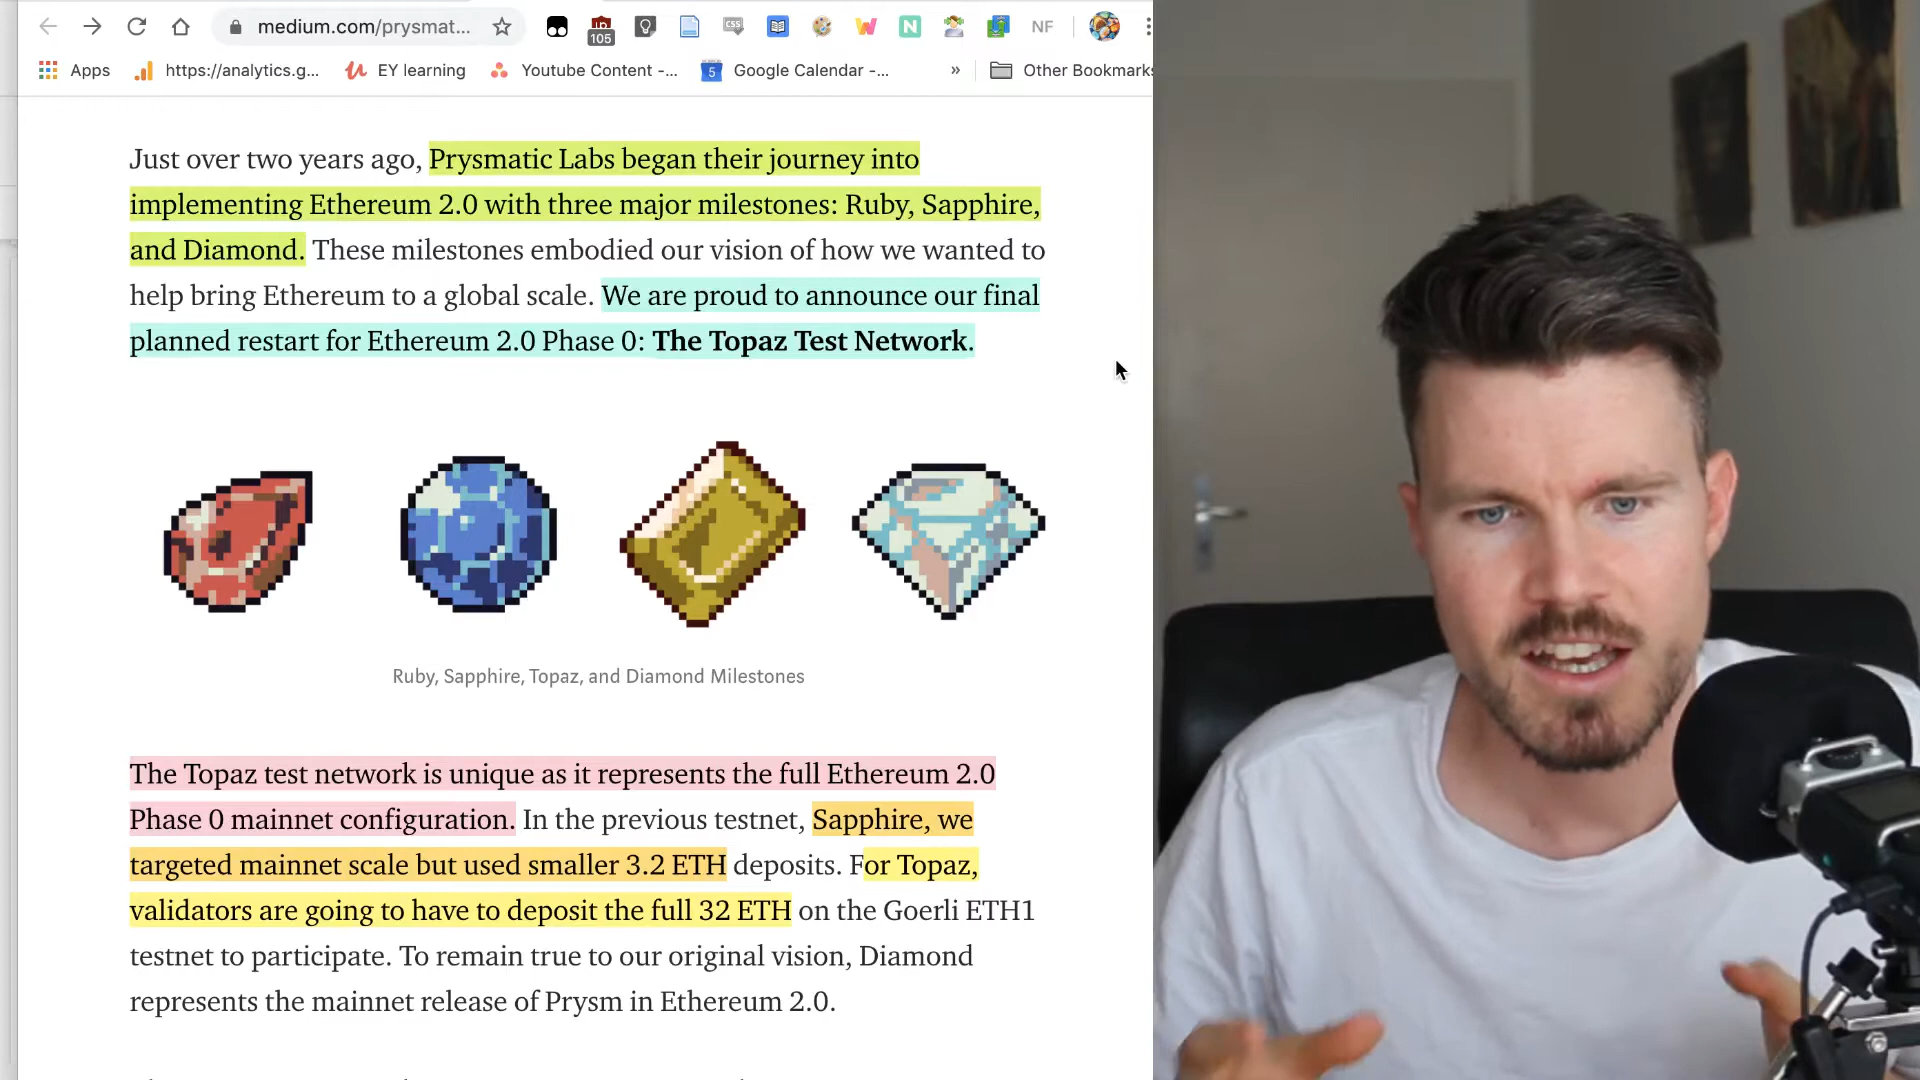 medium.com/prysmat...
105
NF
Apps
https://analytics.g...
EY learning
Youtube Content -...
5
Google Calendar -...
»
Other Bookmarks
Just over two years ago, Prysmatic Labs began their journey into
implementing Ethereum 2.0 with three major milestones: Ruby, Sapphire,
and Diamond. These milestones embodied our vision of how we wanted to
help bring Ethereum to a global scale. We are proud to announce our final
planned restart for Ethereum 2.0 Phase 0: The Topaz Test Network.
Ruby, Sapphire, Topaz, and Diamond Milestones
The Topaz test network is unique as it represents the full Ethereum 2.0
Phase 0 mainnet configuration. In the previous testnet, Sapphire, we
targeted mainnet scale but used smaller 3.2 ETH deposits. For Topaz,
validators are going to have to deposit the full 32 ETH on the Goerli ETH1
testnet to participate. To remain true to our original vision, Diamond
represents the mainnet release of Prysm in Ethereum 2.0.